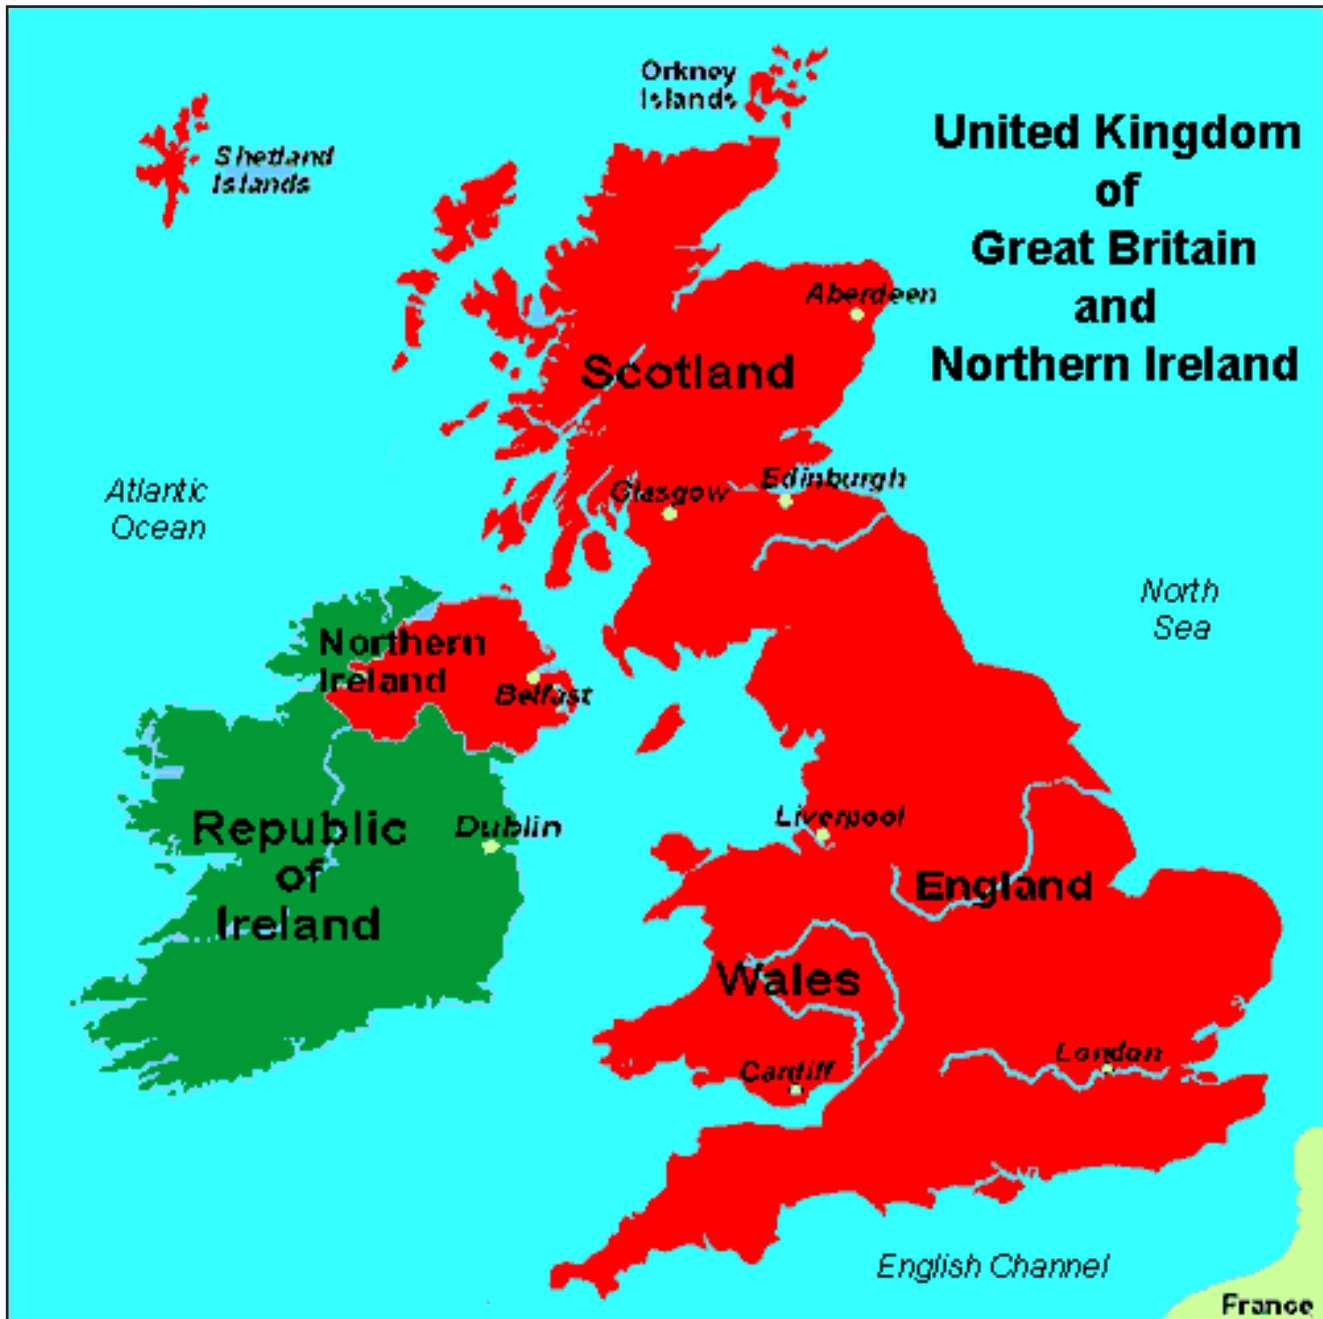 Orkney
Islands
United Kingdom
of
Great Britain
and
Northern Ireland
Shetland
Islands
Aberdeen
Scotland
Atlantic
Ocean
Glasgow
Edinburgh
North
Sea
Northern
Ireland
Belfast
Republic
of
Ireland
Dublin
Liverpool
England
Wales
Cardiff
London
English Channel
France